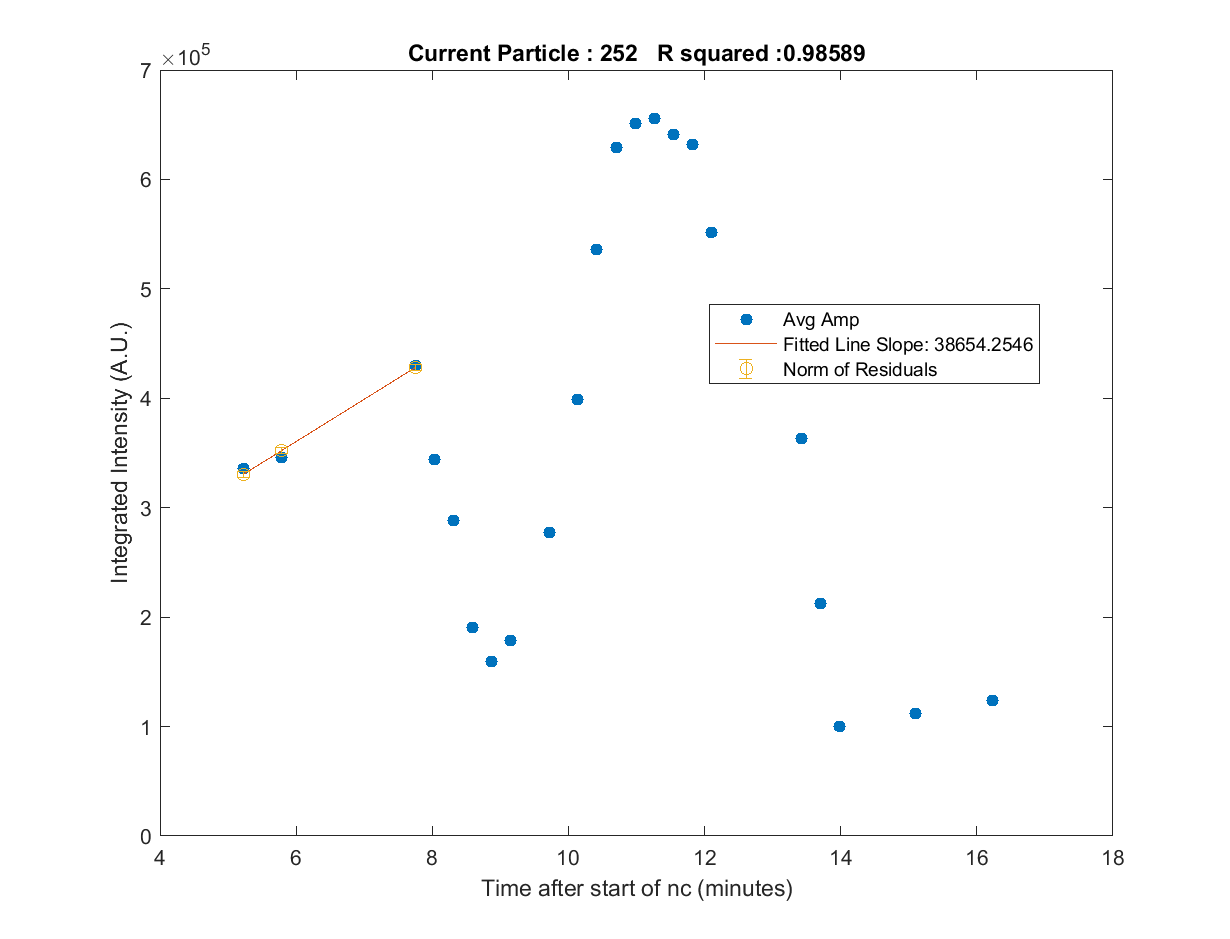 Current Particle : 252   R squared :0.98589
×10^5
7
6
5
4
3
2
1
0
4 6 8 10 12 14 16 18
Integrated Intensity (A.U.)
Time after start of nc (minutes)
Avg Amp
Fitted Line Slope: 38654.2546
Norm of Residuals